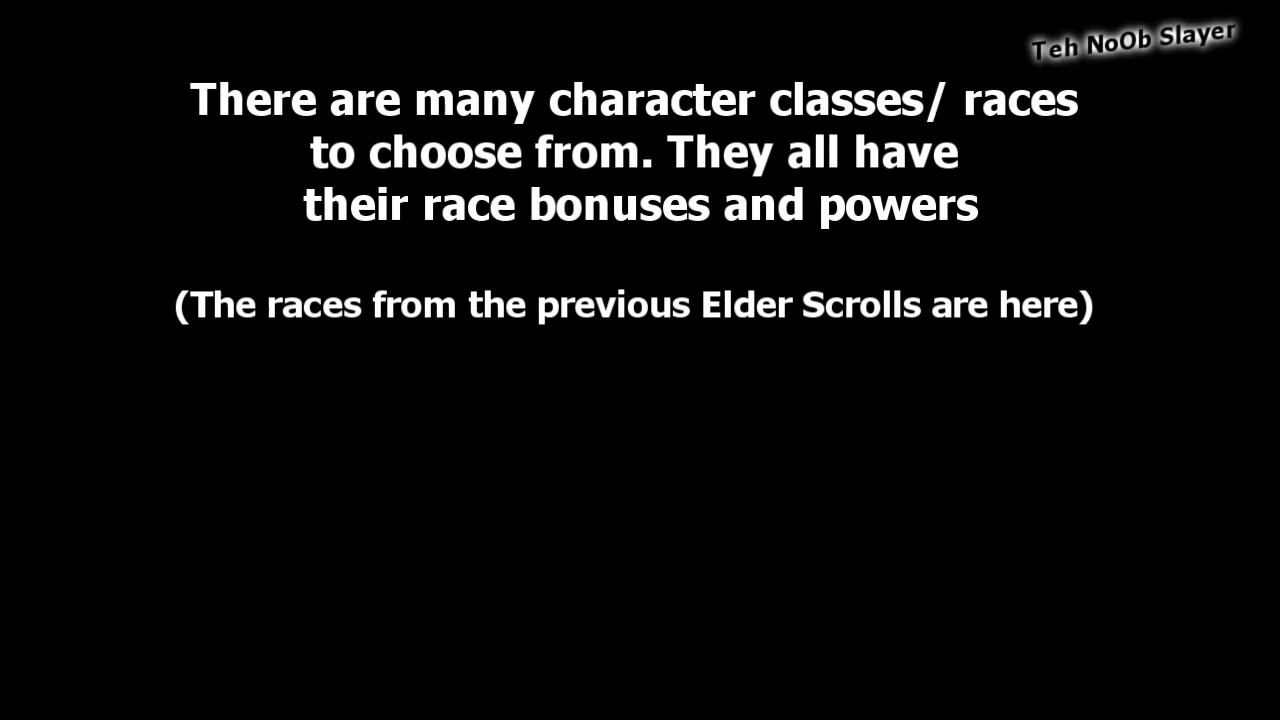 Teh NoOb Slayer
There are many character classes/ races
to choose from. They all have
their race bonuses and powers
(The races from the previous Elder Scrolls are here)